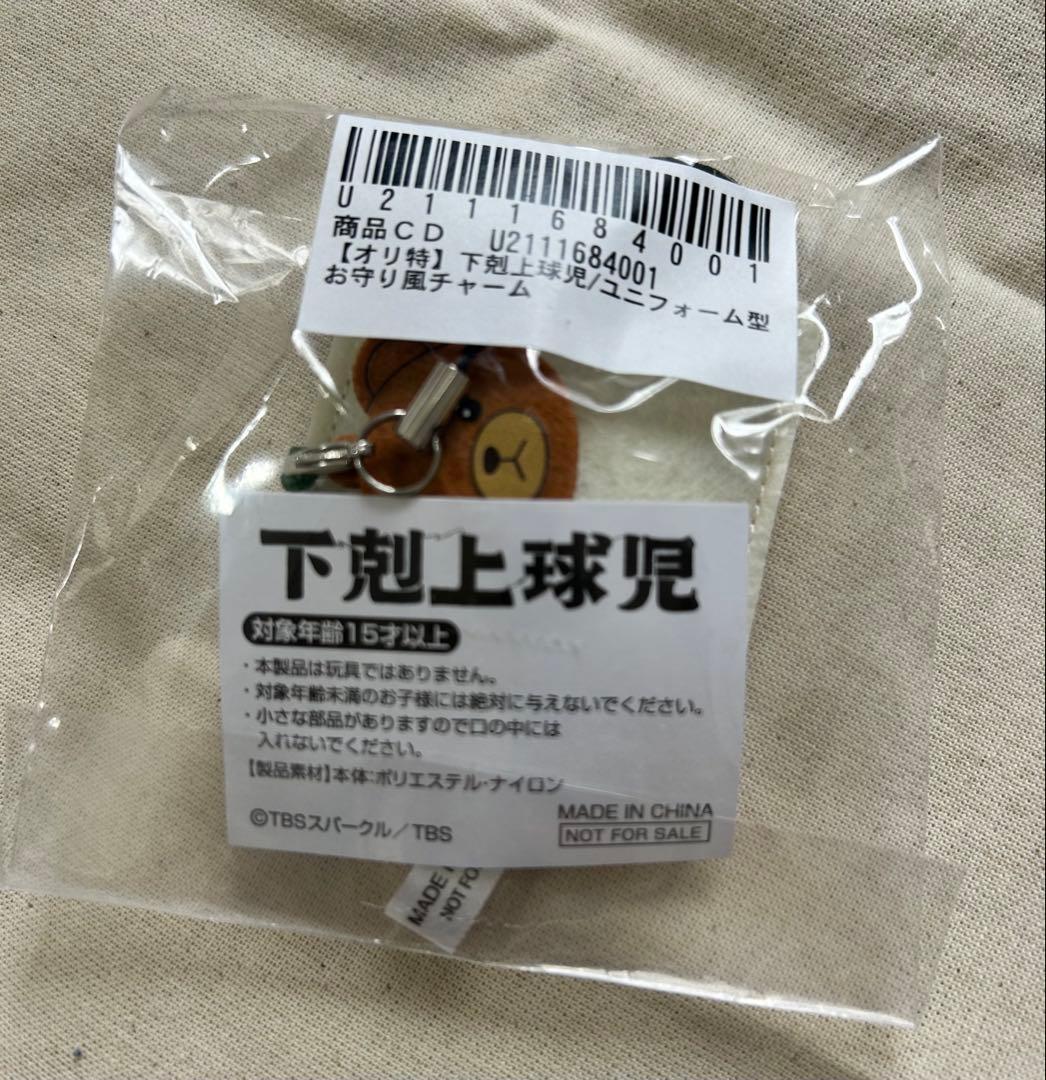 U2111684001
商品CD U2111684001
【オリ特】下剋上球児/ユニフォーム型
お守り風チャーム
下剋上球児
対象年齢15才以上
・本製品は玩具ではありません。
・対象年齢未満のお子様には絶対に与えないでください。
・小さな部品がありますので口の中には
入れないでください。
【製品素材】本体:ポリエステル・ナイロン
©TBSスパークル／TBS
MADE IN CHINA
NOT FOR SALE
MADE
NOT FO